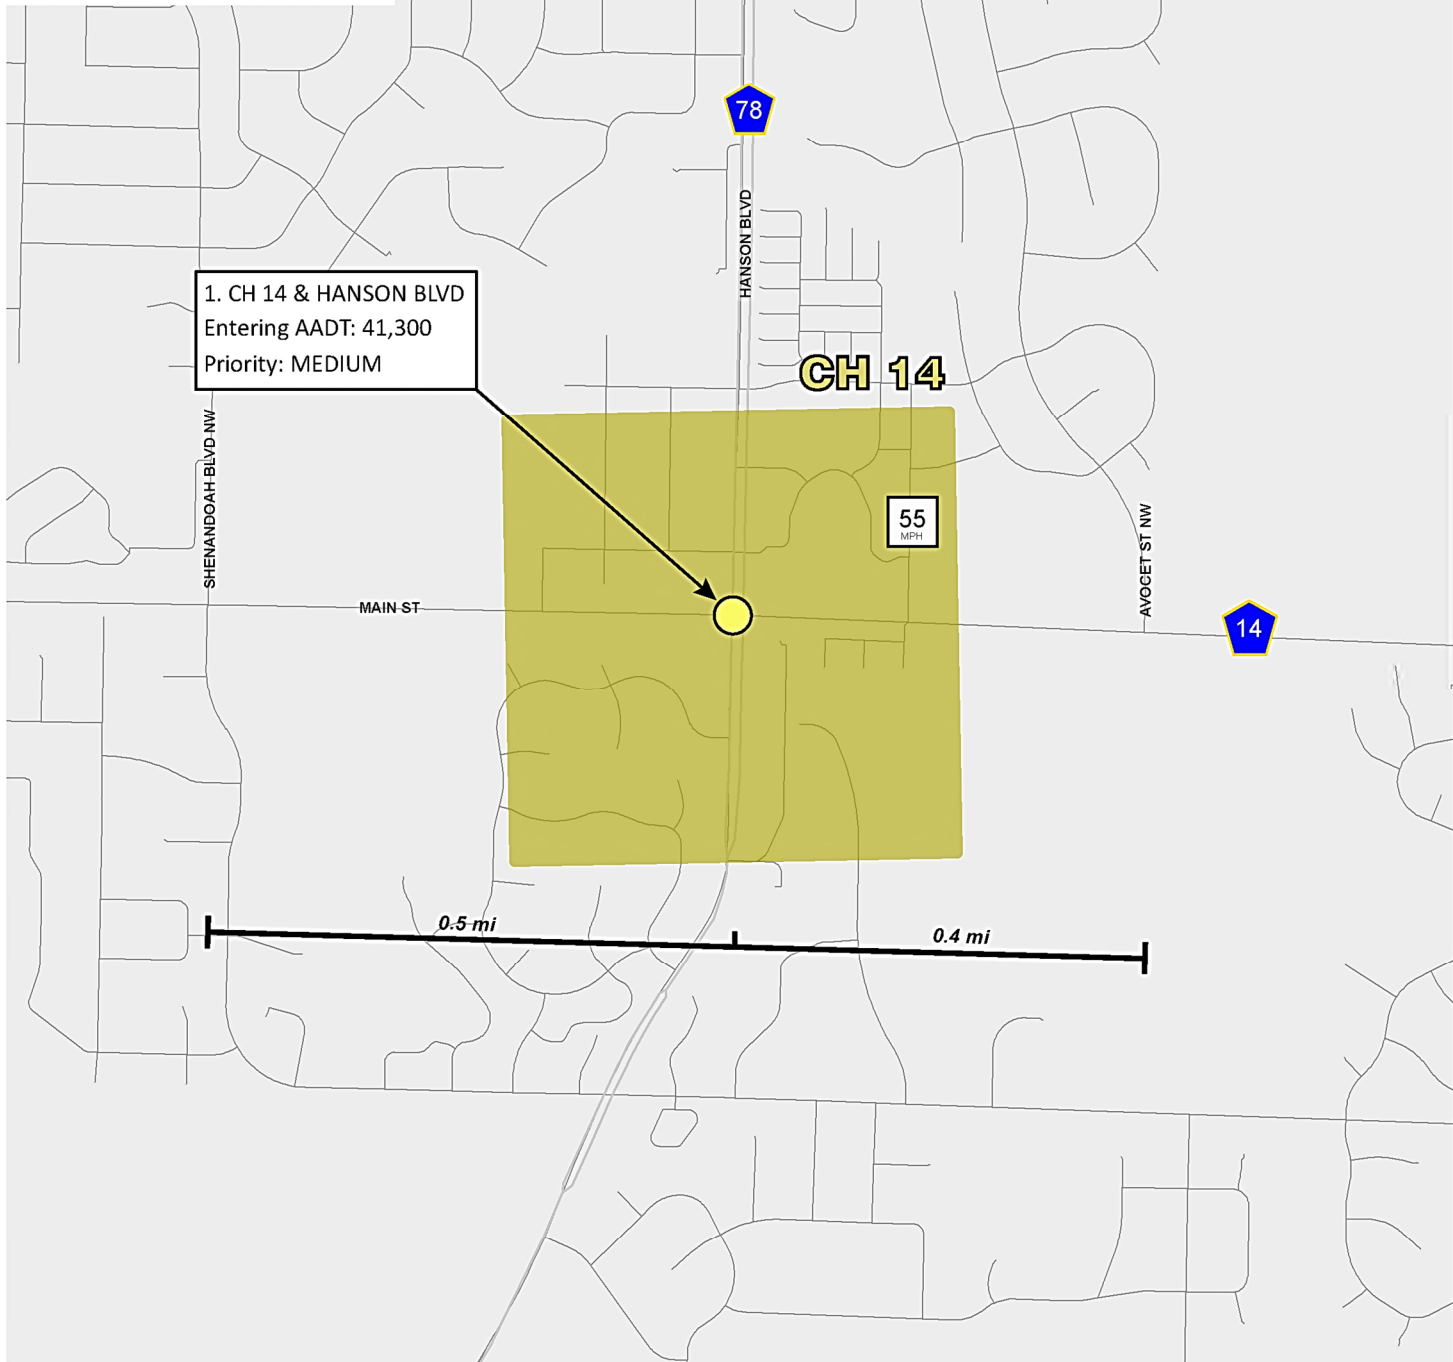 78
HANSON BLVD
1. CH 14 & HANSON BLVD
Entering AADT: 41,300
Priority: MEDIUM
CH 14
SHENANDOAH BLVD NW
55
MPH
AVOCET ST NW
MAIN ST
14
0.5 mi
0.4 mi